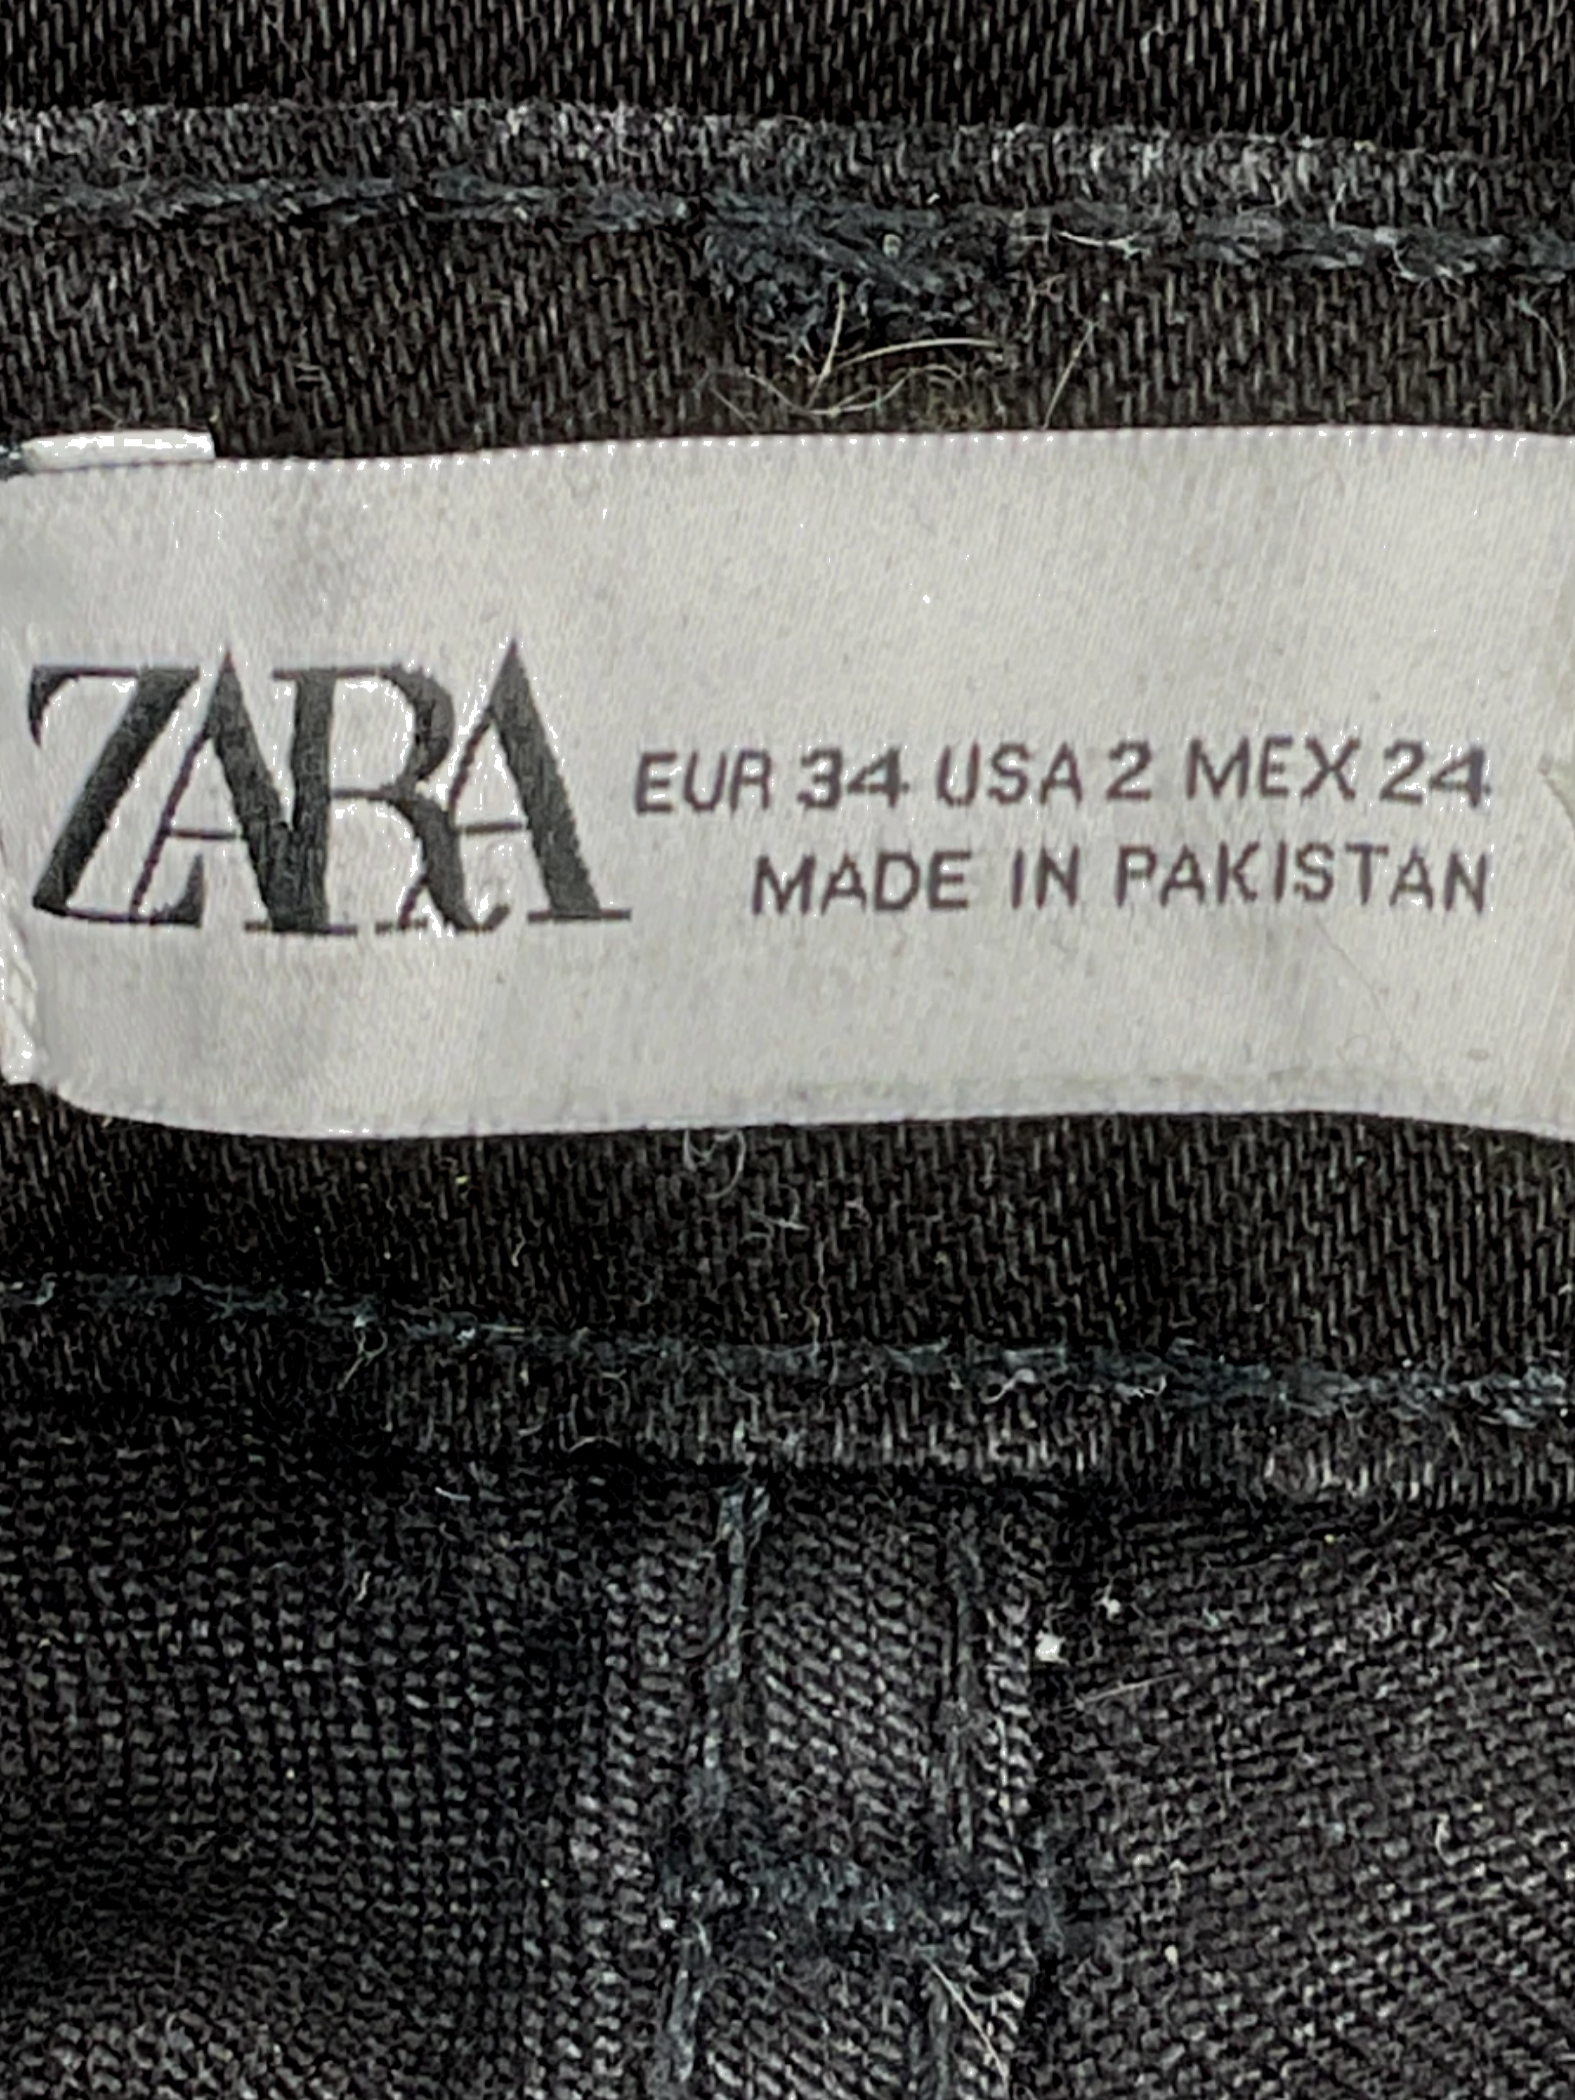 ZARA
EUR 34 USA 2 MEX 24
MADE IN PAKISTAN